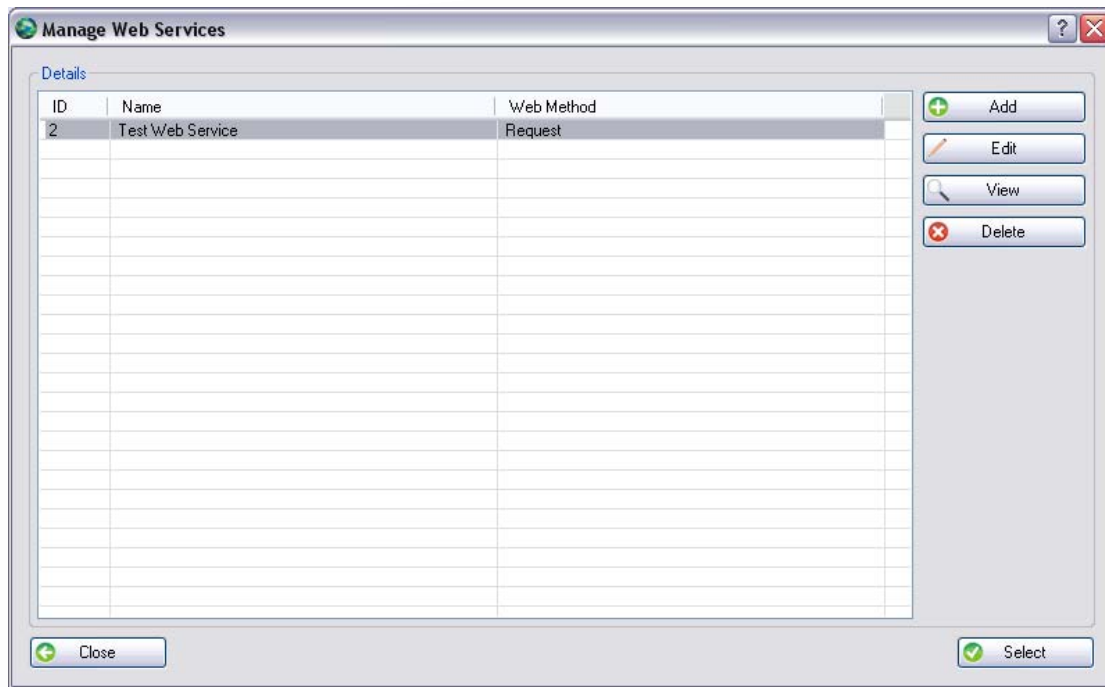 Manage Web Services
?
Details
ID Name Web Method
2 Test Web Service Request
Add
Edit
View
Delete
Close
Select